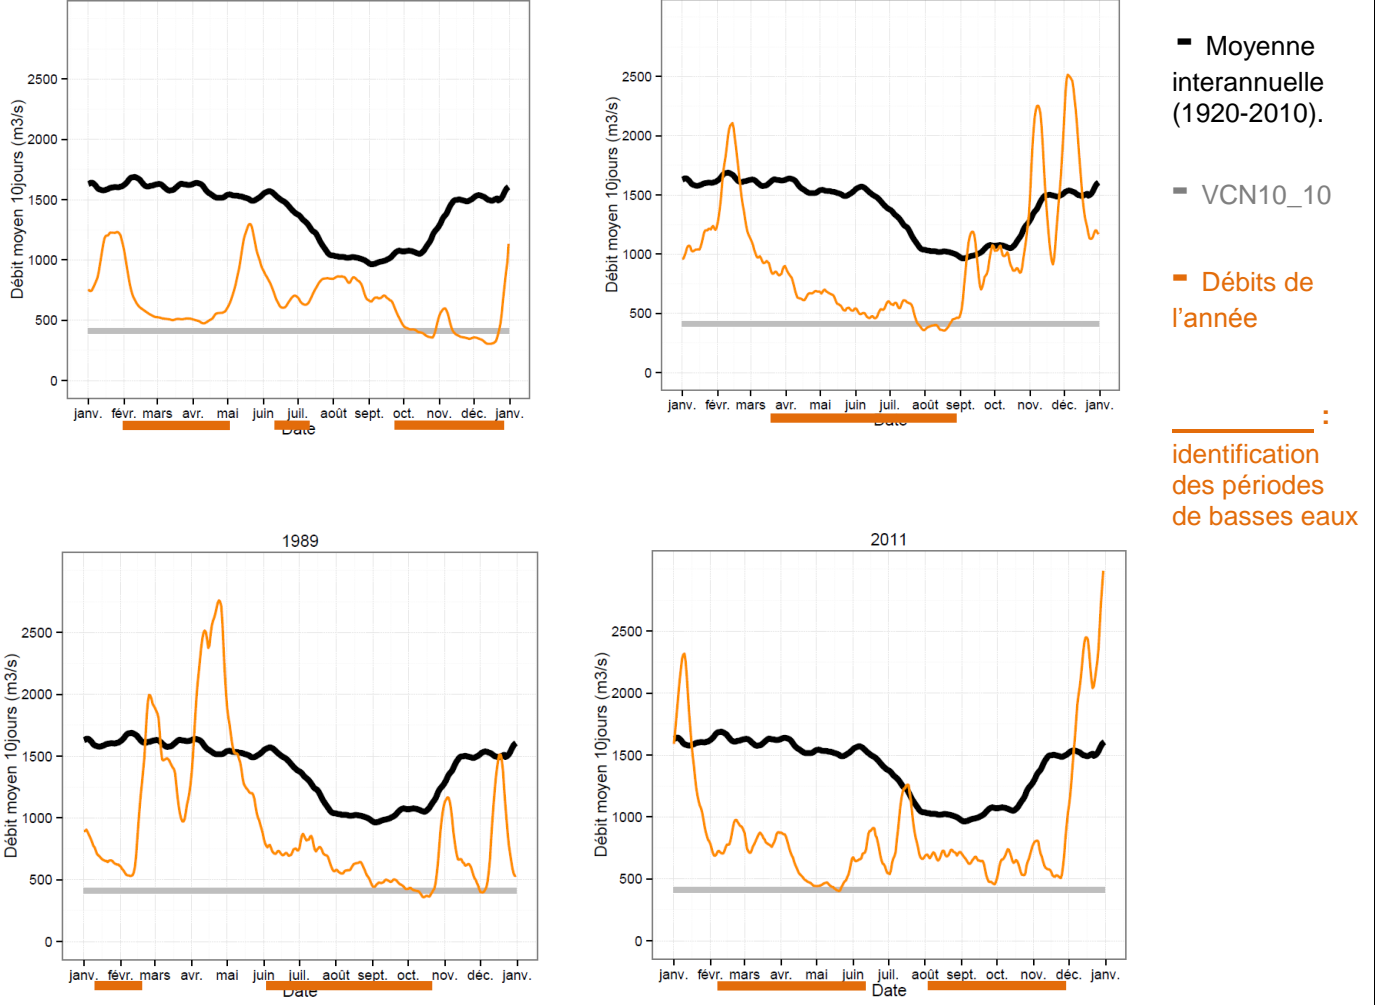 2500
2000
1500
1000
500
0
Débit moyen 10jours (m3/s)
janv. févr. mars avr. mai juin juil. août sept. oct. nov. déc. janv.
Date
2500
2000
1500
1000
500
0
Débit moyen 10jours (m3/s)
janv. févr. mars avr. mai juin juil. août sept. oct. nov. déc. janv.
Date
Moyenne
interannuelle
(1920-2010).
VCN10_10
Débits de
l'année
:
identification
des périodes
de basses eaux
1989
2500
2000
1500
1000
500
0
Débit moyen 10jours (m3/s)
janv. févr. mars avr. mai juin juil. août sept. oct. nov. déc. janv.
Date
2011
2500
2000
1500
1000
500
0
Débit moyen 10jours (m3/s)
janv. févr. mars avr. mai juin juil. août sept. oct. nov. déc. janv.
Date